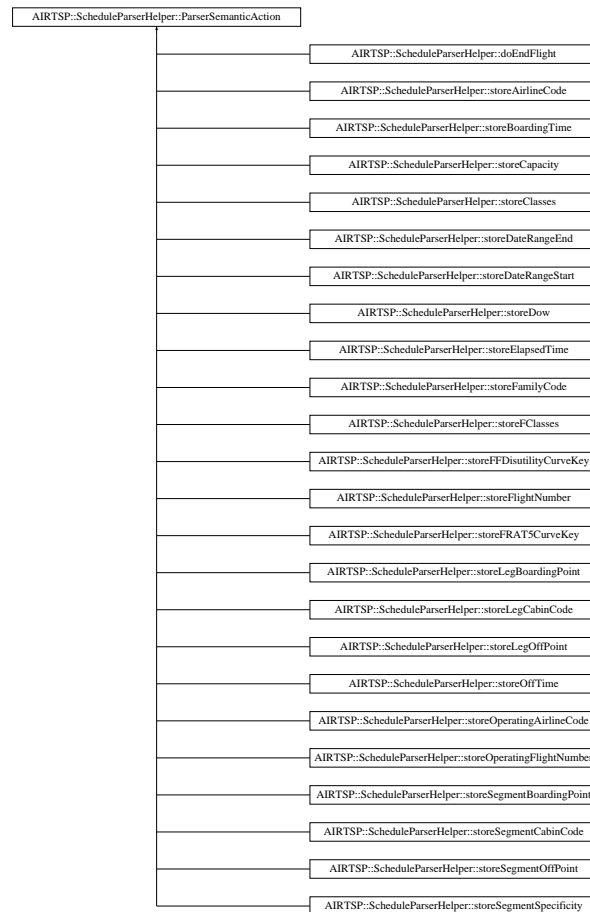 AIRTSP::ScheduleParserHelper::ParserSemanticAction
AIRTSP::ScheduleParserHelper::doEndFlight
AIRTSP::ScheduleParserHelper::storeAirlineCode
AIRTSP::ScheduleParserHelper::storeBoardingTime
AIRTSP::ScheduleParserHelper::storeCapacity
AIRTSP::ScheduleParserHelper::storeClasses
AIRTSP::ScheduleParserHelper::storeDateRangeEnd
AIRTSP::ScheduleParserHelper::storeDateRangeStart
AIRTSP::ScheduleParserHelper::storeDow
AIRTSP::ScheduleParserHelper::storeElapsedTime
AIRTSP::ScheduleParserHelper::storeFamilyCode
AIRTSP::ScheduleParserHelper::storeFClasses
AIRTSP::ScheduleParserHelper::storeFFDisutilityCurveKey
AIRTSP::ScheduleParserHelper::storeFlightNumber
AIRTSP::ScheduleParserHelper::storeFRAT5CurveKey
AIRTSP::ScheduleParserHelper::storeLegBoardingPoint
AIRTSP::ScheduleParserHelper::storeLegCabinCode
AIRTSP::ScheduleParserHelper::storeLegOffPoint
AIRTSP::ScheduleParserHelper::storeOffTime
AIRTSP::ScheduleParserHelper::storeOperatingAirlineCode
AIRTSP::ScheduleParserHelper::storeOperatingFlightNumber
AIRTSP::ScheduleParserHelper::storeSegmentBoardingPoint
AIRTSP::ScheduleParserHelper::storeSegmentCabinCode
AIRTSP::ScheduleParserHelper::storeSegmentOffPoint
AIRTSP::ScheduleParserHelper::storeSegmentSpecificity